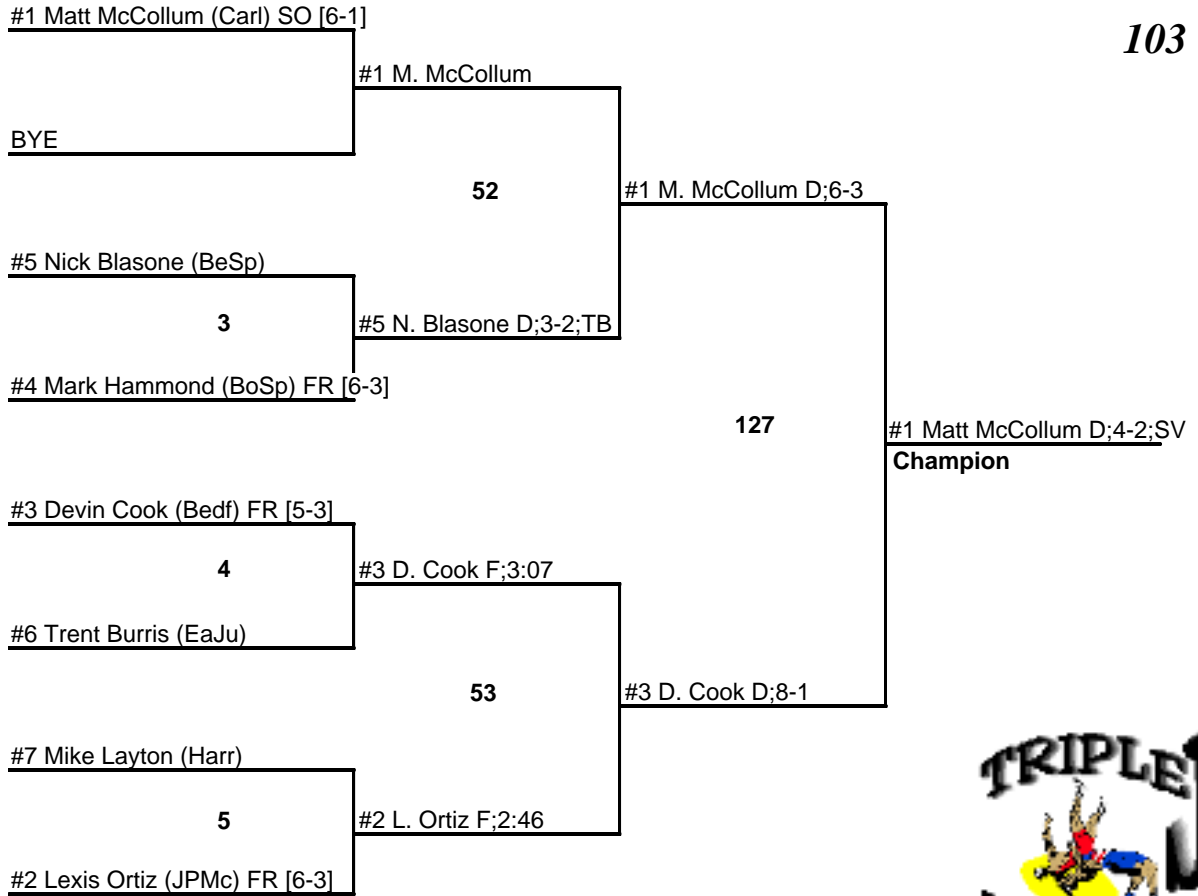 #1 Matt McCollum (Carl) SO [6-1]
103
#1 M. McCollum
BYE
52
#1 M. McCollum D;6-3
#5 Nick Blasone (BeSp)
3
#5 N. Blasone D;3-2;TB
#4 Mark Hammond (BoSp) FR [6-3]
127
#1 Matt McCollum D;4-2;SV
Champion
#3 Devin Cook (Bedf) FR [5-3]
4
#3 D. Cook F;3:07
#6 Trent Burris (EaJu)
53
#3 D. Cook D;8-1
#7 Mike Layton (Harr)
5
#2 L. Ortiz F;2:46
#2 Lexis Ortiz (JPMc) FR [6-3]
TRIPLE